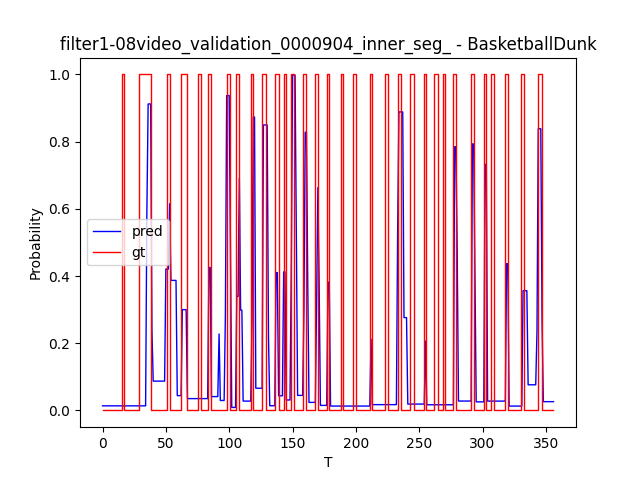 filter1-08video_validation_0000904_inner_seg_ - BasketballDunk
1.0
0.8
0.6
0.4
0.2
0.0
Probability
pred
gt
0 50 100 150 200 250 300 350
T